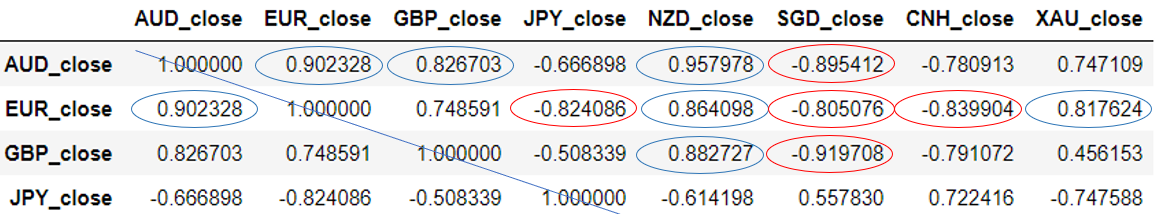 AUD_close EUR_close GBP_close JPY_close NZD_close SGD_close CNH_close XAU_close
AUD_close 1.000000 0.902328 0.826703 -0.666898 0.957978 -0.895412 -0.780913 0.747109
EUR_close 0.902328 1.000000 0.748591 -0.824086 0.864098 -0.805076 -0.839904 0.817624
GBP_close 0.826703 0.748591 1.000000 -0.508339 0.882727 -0.919708 -0.791072 0.456153
JPY_close -0.666898 -0.824086 -0.508339 1.000000 -0.614198 0.557830 0.722416 -0.747588